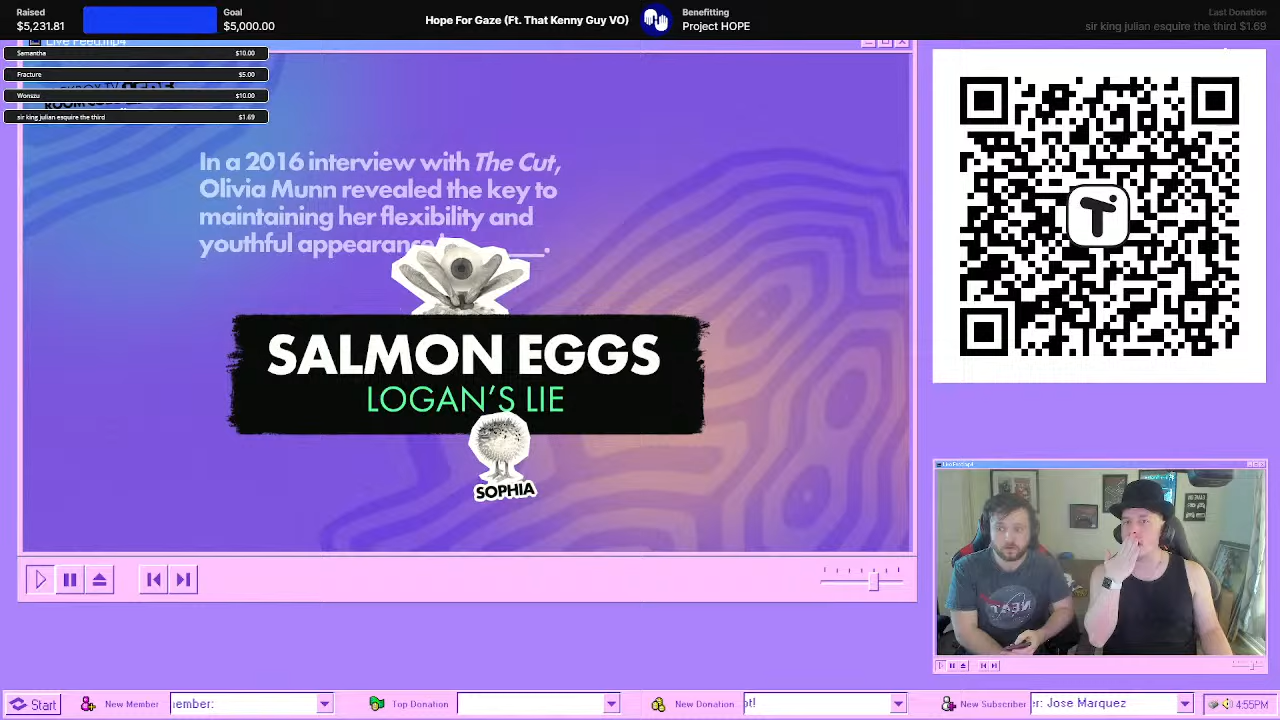 Raised
$5,231.81
Goal
$5,000.00
Hope For Gaze (Ft. That Kenny Guy VO)
Benefitting
Project HOPE
Last Donation
sir king julian esquire the third $1.69
Samantha $10.00
Fracture $5.00
Wonszu $10.00
sir king julian esquire the third $1.69
In a 2016 interview with The Cut,
Olivia Munn revealed the key to
maintaining her flexibility and
youthful appearance
SALMON EGGS
LOGAN'S LIE
SOPHIA
T
NEAT
Start
New Member
ember:
Top Donation
New Donation
ot!
New Subscriber
r: Jose Marquez
4:55PM